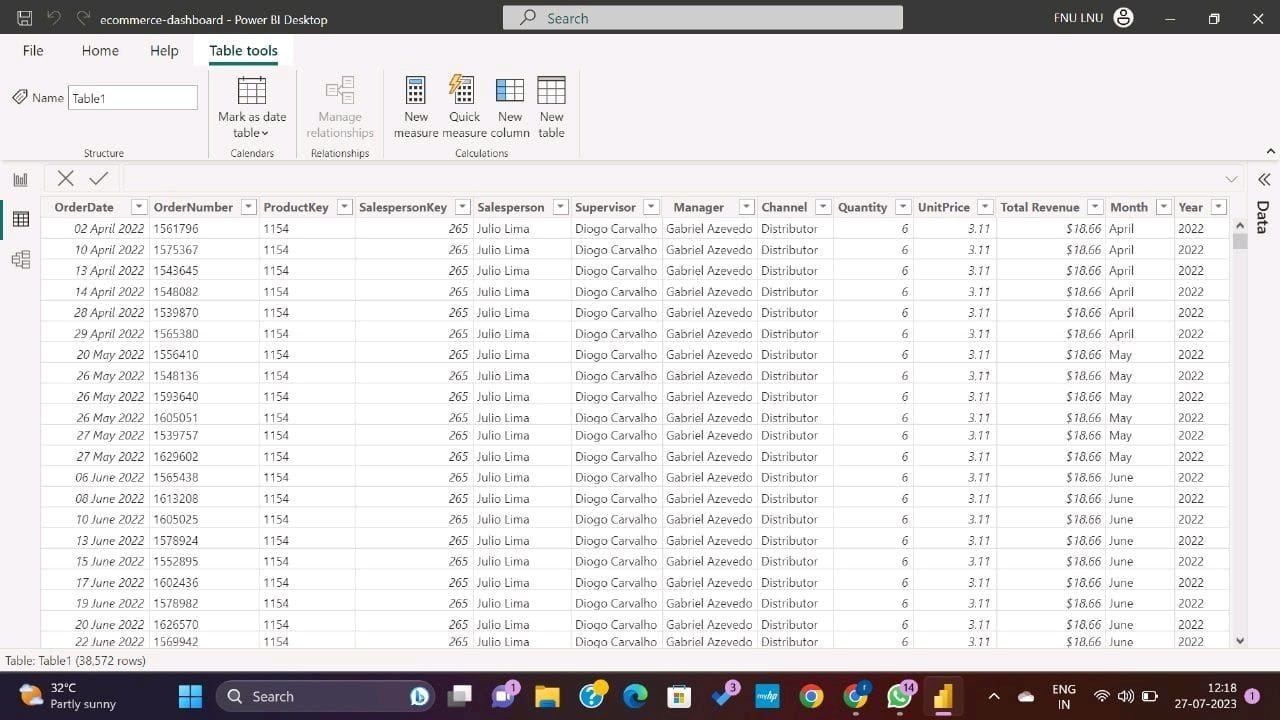 ecommerce-dashboard - Power BI Desktop
Search
FNU LNU
File Home Help Table tools
Name Table1
Mark as date table
Manage relationships
New measure
Quick measure
New column
New table
Structure Calendars Relationships Calculations
OrderDate OrderNumber ProductKey SalespersonKey Salesperson Supervisor Manager Channel Quantity UnitPrice Total Revenue Month Year
02 April 2022 1561796 1154 265 Julio Lima Diogo Carvalho Gabriel Azevedo Distributor 6 3.11 $18.66 April 2022
10 April 2022 1575367 1154 265 Julio Lima Diogo Carvalho Gabriel Azevedo Distributor 6 3.11 $18.66 April 2022
13 April 2022 1543645 1154 265 Julio Lima Diogo Carvalho Gabriel Azevedo Distributor 6 3.11 $18.66 April 2022
14 April 2022 1548082 1154 265 Julio Lima Diogo Carvalho Gabriel Azevedo Distributor 6 3.11 $18.66 April 2022
28 April 2022 1539870 1154 265 Julio Lima Diogo Carvalho Gabriel Azevedo Distributor 6 3.11 $18.66 April 2022
29 April 2022 1565380 1154 265 Julio Lima Diogo Carvalho Gabriel Azevedo Distributor 6 3.11 $18.66 April 2022
20 May 2022 1556410 1154 265 Julio Lima Diogo Carvalho Gabriel Azevedo Distributor 6 3.11 $18.66 May 2022
26 May 2022 1548136 1154 265 Julio Lima Diogo Carvalho Gabriel Azevedo Distributor 6 3.11 $18.66 May 2022
26 May 2022 1593640 1154 265 Julio Lima Diogo Carvalho Gabriel Azevedo Distributor 6 3.11 $18.66 May 2022
26 May 2022 1605051 1154 265 Julio Lima Diogo Carvalho Gabriel Azevedo Distributor 6 3.11 $18.66 May 2022
27 May 2022 1539757 1154 265 Julio Lima Diogo Carvalho Gabriel Azevedo Distributor 6 3.11 $18.66 May 2022
27 May 2022 1629602 1154 265 Julio Lima Diogo Carvalho Gabriel Azevedo Distributor 6 3.11 $18.66 May 2022
06 June 2022 1565438 1154 265 Julio Lima Diogo Carvalho Gabriel Azevedo Distributor 6 3.11 $18.66 June 2022
08 June 2022 1613208 1154 265 Julio Lima Diogo Carvalho Gabriel Azevedo Distributor 6 3.11 $18.66 June 2022
10 June 2022 1605025 1154 265 Julio Lima Diogo Carvalho Gabriel Azevedo Distributor 6 3.11 $18.66 June 2022
13 June 2022 1578924 1154 265 Julio Lima Diogo Carvalho Gabriel Azevedo Distributor 6 3.11 $18.66 June 2022
15 June 2022 1552895 1154 265 Julio Lima Diogo Carvalho Gabriel Azevedo Distributor 6 3.11 $18.66 June 2022
17 June 2022 1602436 1154 265 Julio Lima Diogo Carvalho Gabriel Azevedo Distributor 6 3.11 $18.66 June 2022
19 June 2022 1578982 1154 265 Julio Lima Diogo Carvalho Gabriel Azevedo Distributor 6 3.11 $18.66 June 2022
20 June 2022 1626570 1154 265 Julio Lima Diogo Carvalho Gabriel Azevedo Distributor 6 3.11 $18.66 June 2022
22 June 2022 1569942 1154 265 Julio Lima Diogo Carvalho Gabriel Azevedo Distributor 6 3.11 $18.66 June 2022
Data
Table: Table1 (38,572 rows)
32°C
Partly sunny
Search
1
myhp
3
14
ENG
IN
12:18
27-07-2023
1